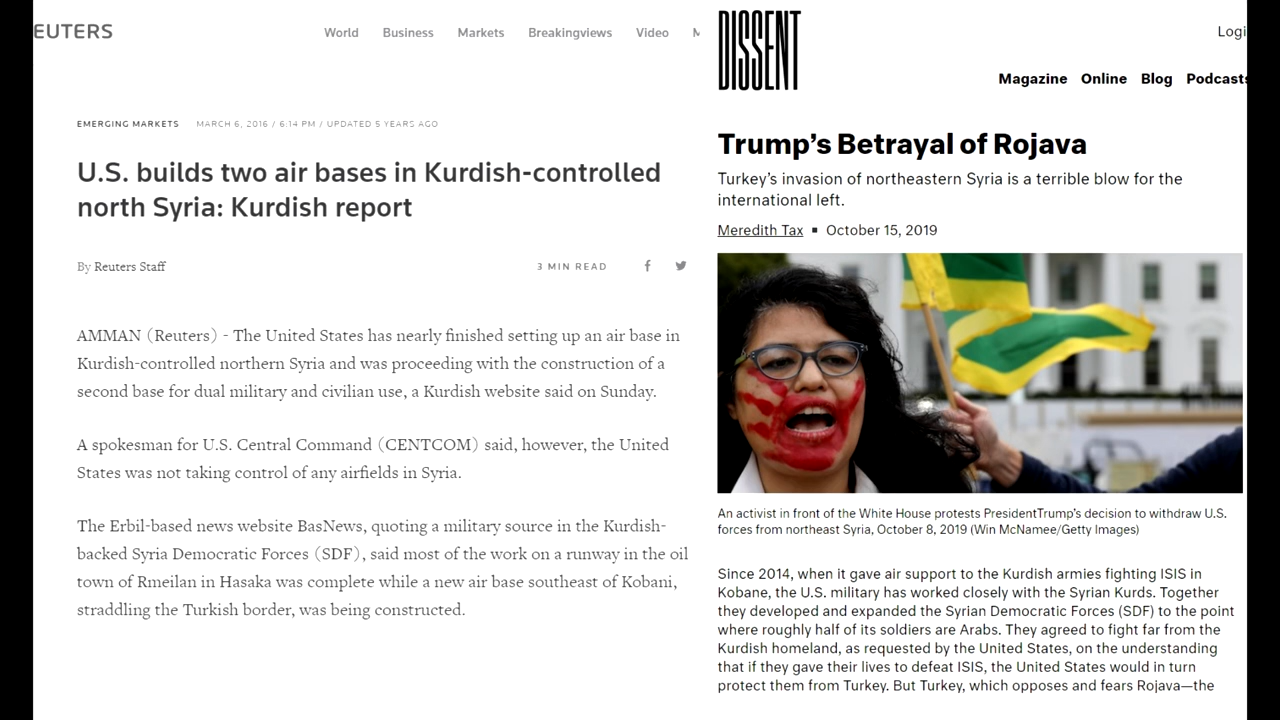 EUTERS
World Business Markets Breakingviews Video M
EMERGING MARKETS MARCH 6, 2016 / 6:14 PM / UPDATED 5 YEARS AGO
U.S. builds two air bases in Kurdish-controlled
north Syria: Kurdish report
By Reuters Staff
3 MIN READ
AMMAN (Reuters) - The United States has nearly finished setting up an air base in
Kurdish-controlled northern Syria and was proceeding with the construction of a
second base for dual military and civilian use, a Kurdish website said on Sunday.
A spokesman for U.S. Central Command (CENTCOM) said, however, the United
States was not taking control of any airfields in Syria.
The Erbil-based news website BasNews, quoting a military source in the Kurdish-
backed Syria Democratic Forces (SDF), said most of the work on a runway in the oil
town of Rmeilan in Hasaka was complete while a new air base southeast of Kobani,
straddling the Turkish border, was being constructed.
DISSENT
Logi
Magazine Online Blog Podcasts
Trump's Betrayal of Rojava
Turkey's invasion of northeastern Syria is a terrible blow for the
international left.
Meredith Tax ■ October 15, 2019
An activist in front of the White House protests PresidentTrump's decision to withdraw U.S.
forces from northeast Syria, October 8, 2019 (Win McNamee/Getty Images)
Since 2014, when it gave air support to the Kurdish armies fighting ISIS in
Kobane, the U.S. military has worked closely with the Syrian Kurds. Together
they developed and expanded the Syrian Democratic Forces (SDF) to the point
where roughly half of its soldiers are Arabs. They agreed to fight far from the
Kurdish homeland, as requested by the United States, on the understanding
that if they gave their lives to defeat ISIS, the United States would in turn
protect them from Turkey. But Turkey, which opposes and fears Rojava—the